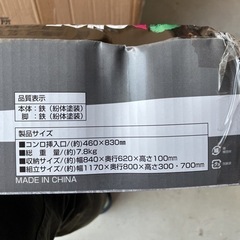 品質表示
本体：鉄（粉体塗装）
脚：鉄（粉体塗装）
製品サイズ
■コンロ挿入口/(約)460×830mm
■総重量/(約)7.8kg
■収納サイズ/(約)幅840×奥行620×高さ100mm
■組立サイズ/(約)幅1170×奥行800×高さ300・700mm
MADE IN CHINA